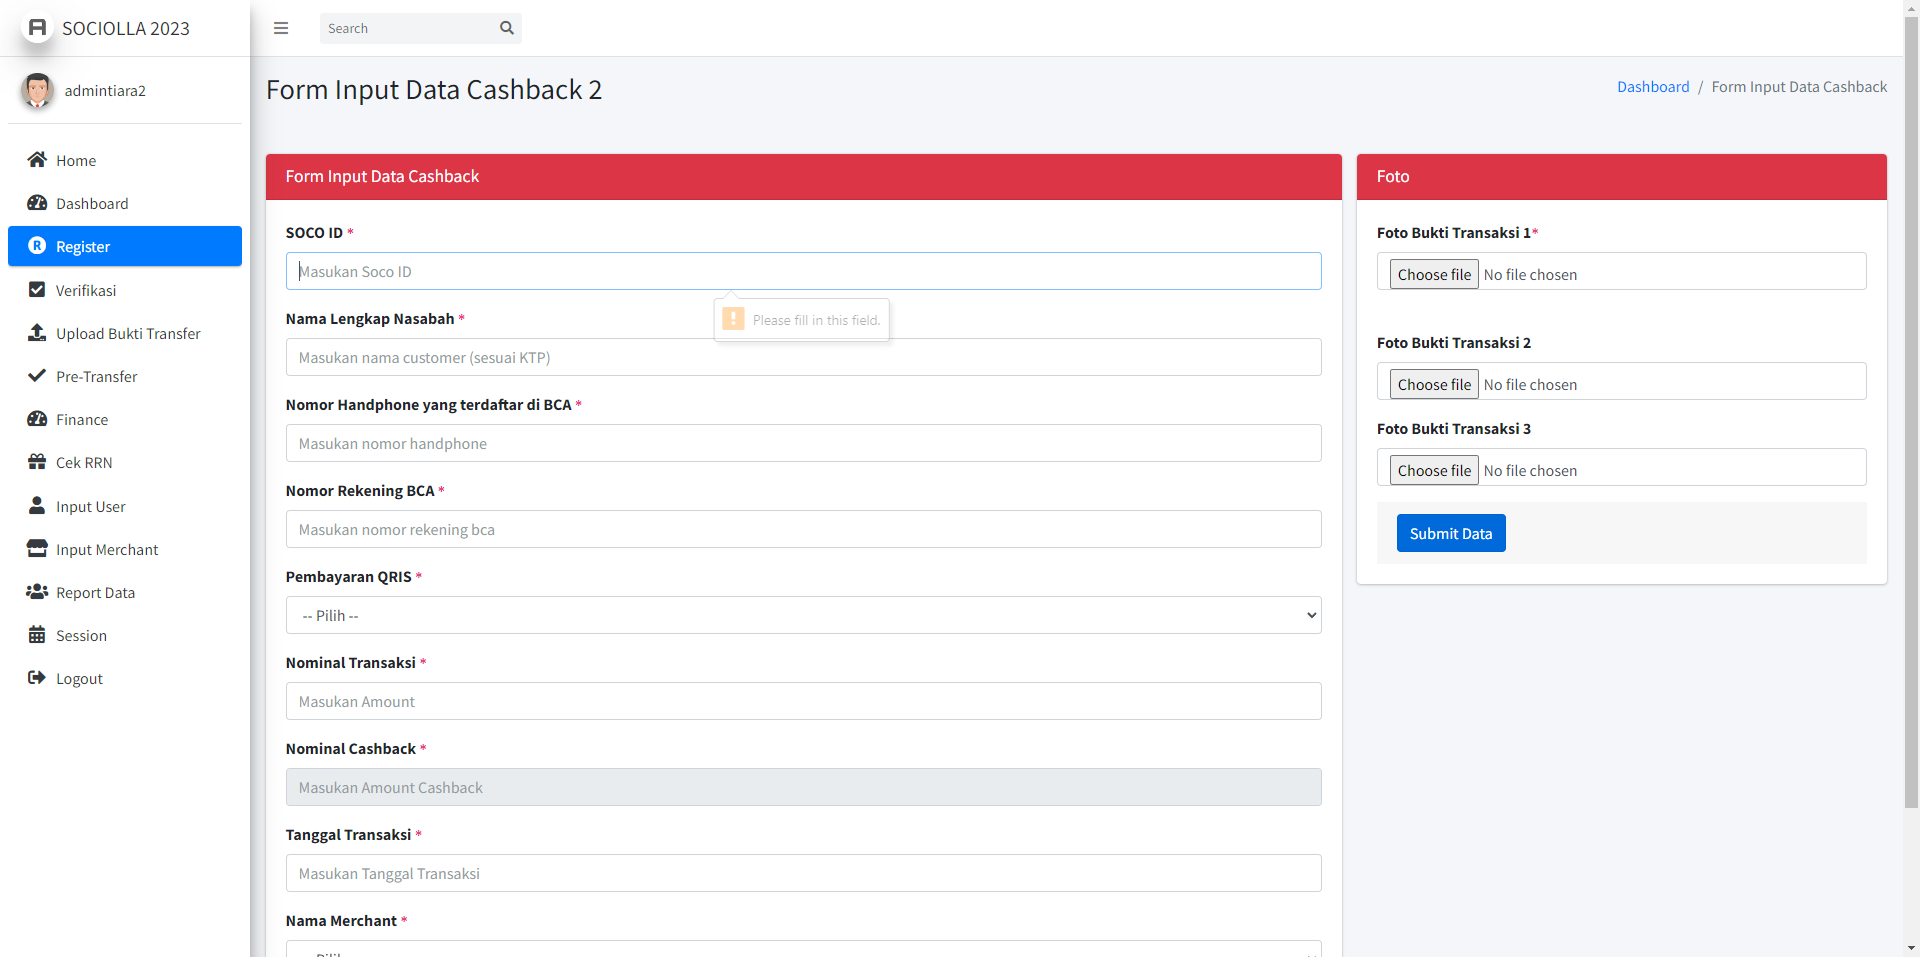 SOCIOLLA 2023
Search
admintiara2
Home
Dashboard
Register
Verifikasi
Upload Bukti Transfer
Pre-Transfer
Finance
Cek RRN
Input User
Input Merchant
Report Data
Session
Logout
Form Input Data Cashback 2
Dashboard / Form Input Data Cashback
Form Input Data Cashback
SOCO ID *
Masukan Soco ID
Please fill in this field.
Nama Lengkap Nasabah *
Masukan nama customer (sesuai KTP)
Nomor Handphone yang terdaftar di BCA *
Masukan nomor handphone
Nomor Rekening BCA *
Masukan nomor rekening bca
Pembayaran QRIS *
-- Pilih --
Nominal Transaksi *
Masukan Amount
Nominal Cashback *
Masukan Amount Cashback
Tanggal Transaksi *
Masukan Tanggal Transaksi
Nama Merchant *
Foto
Foto Bukti Transaksi 1*
Choose file No file chosen
Foto Bukti Transaksi 2
Choose file No file chosen
Foto Bukti Transaksi 3
Choose file No file chosen
Submit Data